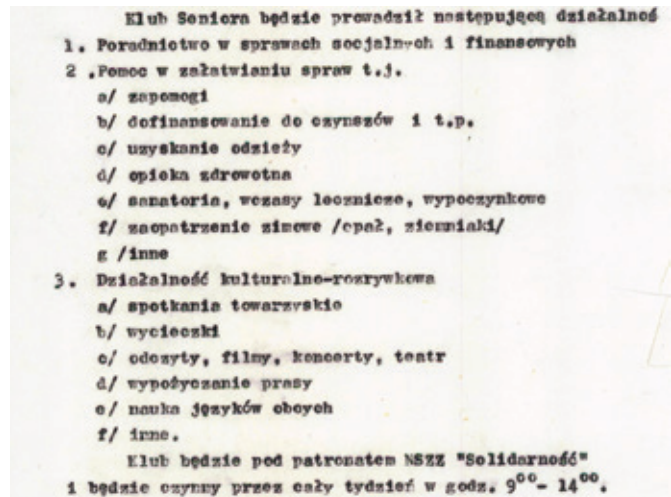 Klub Seniora będzie prowadził następującą działalnoś
1. Poradnictwo w sprawach socjalnych i finansowych
2 .Pomoc w załatwianiu spraw t.j.
a/ zapomogi
b/ dofinansowanie do czynszów i t.p.
c/ uzyskanie odzieży
d/ opieka zdrowotna
e/ sanatoria, wczasy lecznicze, wypoczynkowe
f/ zaopatrzenie zimowe /opał, ziemniaki/
g /inne
3. Działalność kulturalno-rozrywkowa
a/ spotkania towarzyskie
b/ wycieczki
c/ odczyty, filmy, koncerty, teatr
d/ wypożyczanie prasy
e/ nauka języków obcych
f/ inne.
Klub będzie pod patronatem NSZZ "Solidarność"
i będzie czynny przez cały tydzień w godz. 9⁰⁰- 14⁰⁰.